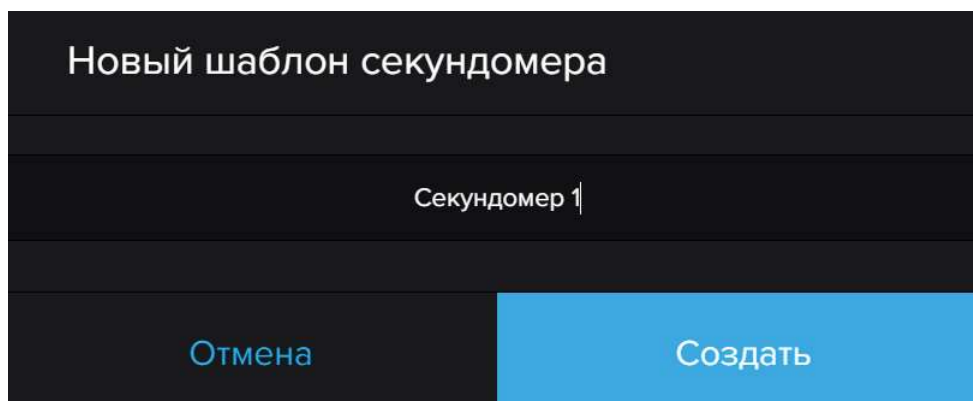 Новый шаблон секундомера
Секундомер 1
Отмена
Создать